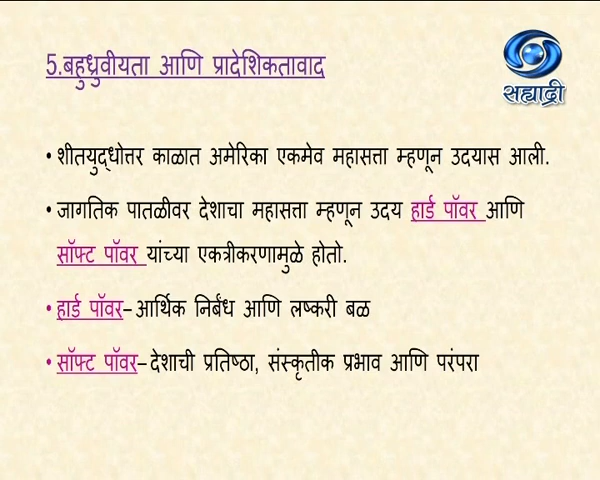 5.बहुध्रुवीयता आणि प्रादेशिकतावाद
सह्याद्री
• शीतयुद्धोत्तर काळात अमेरिका एकमेव महासत्ता म्हणून उदयास आली.
• जागतिक पातळीवर देशाचा महासत्ता म्हणून उदय हार्ड पॉवर आणि
सॉफ्ट पॉवर यांच्या एकत्रीकरणामुळे होतो.
• हार्ड पॉवर– आर्थिक निर्बंध आणि लष्करी बळ
• सॉफ्ट पॉवर– देशाची प्रतिष्ठा, संस्कृतीक प्रभाव आणि परंपरा